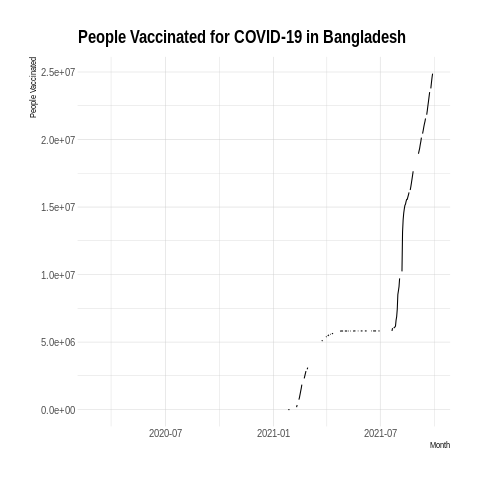 People Vaccinated for COVID-19 in Bangladesh
People Vaccinated
2.5e+07
2.0e+07
1.5e+07
1.0e+07
5.0e+06
0.0e+00
2020-07 2021-01 2021-07
Month